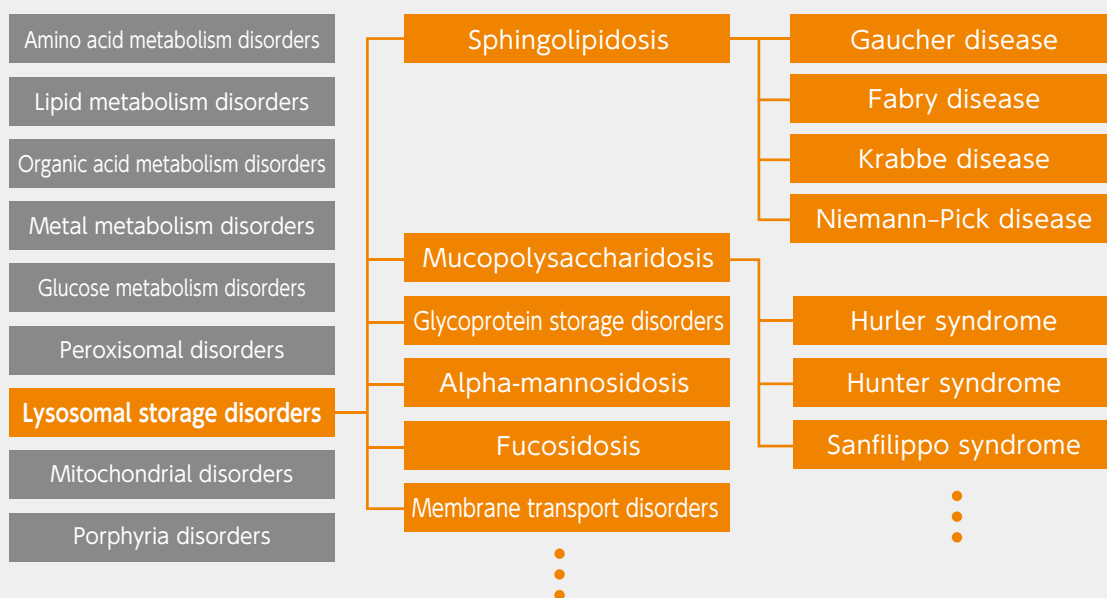 Amino acid metabolism disorders
Lipid metabolism disorders
Organic acid metabolism disorders
Metal metabolism disorders
Glucose metabolism disorders
Peroxisomal disorders
Lysosomal storage disorders
Mitochondrial disorders
Porphyria disorders
Sphingolipidosis
Mucopolysaccharidosis
Glycoprotein storage disorders
Alpha-mannosidosis
Fucosidosis
Membrane transport disorders
Gaucher disease
Fabry disease
Krabbe disease
Niemann-Pick disease
Hurler syndrome
Hunter syndrome
Sanfilippo syndrome